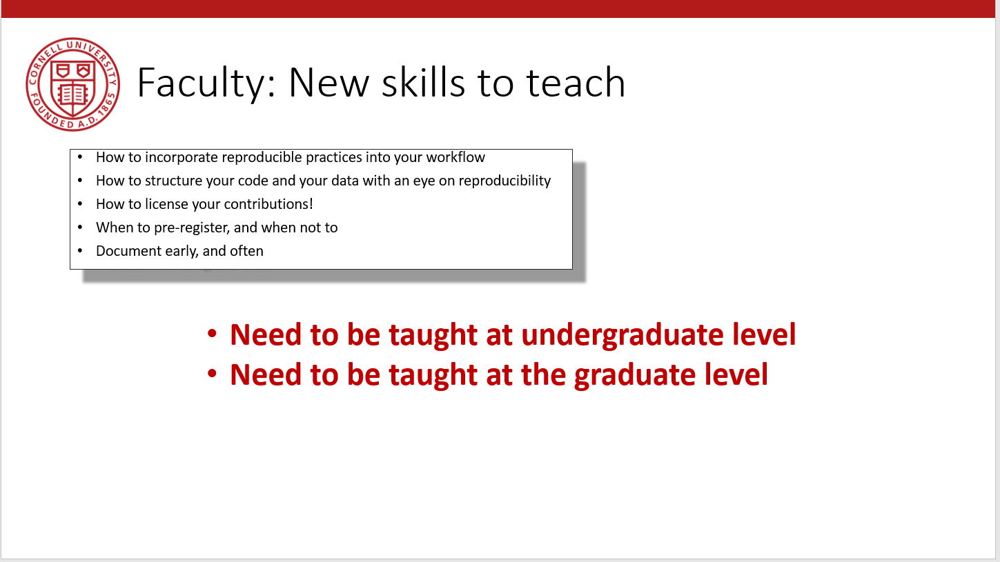 CORNELL UNIVERSITY
FOUNDED A.D. 1865
Faculty: New skills to teach
• How to incorporate reproducible practices into your workflow
• How to structure your code and your data with an eye on reproducibility
• How to license your contributions!
• When to pre-register, and when not to
• Document early, and often
• Need to be taught at undergraduate level
• Need to be taught at the graduate level